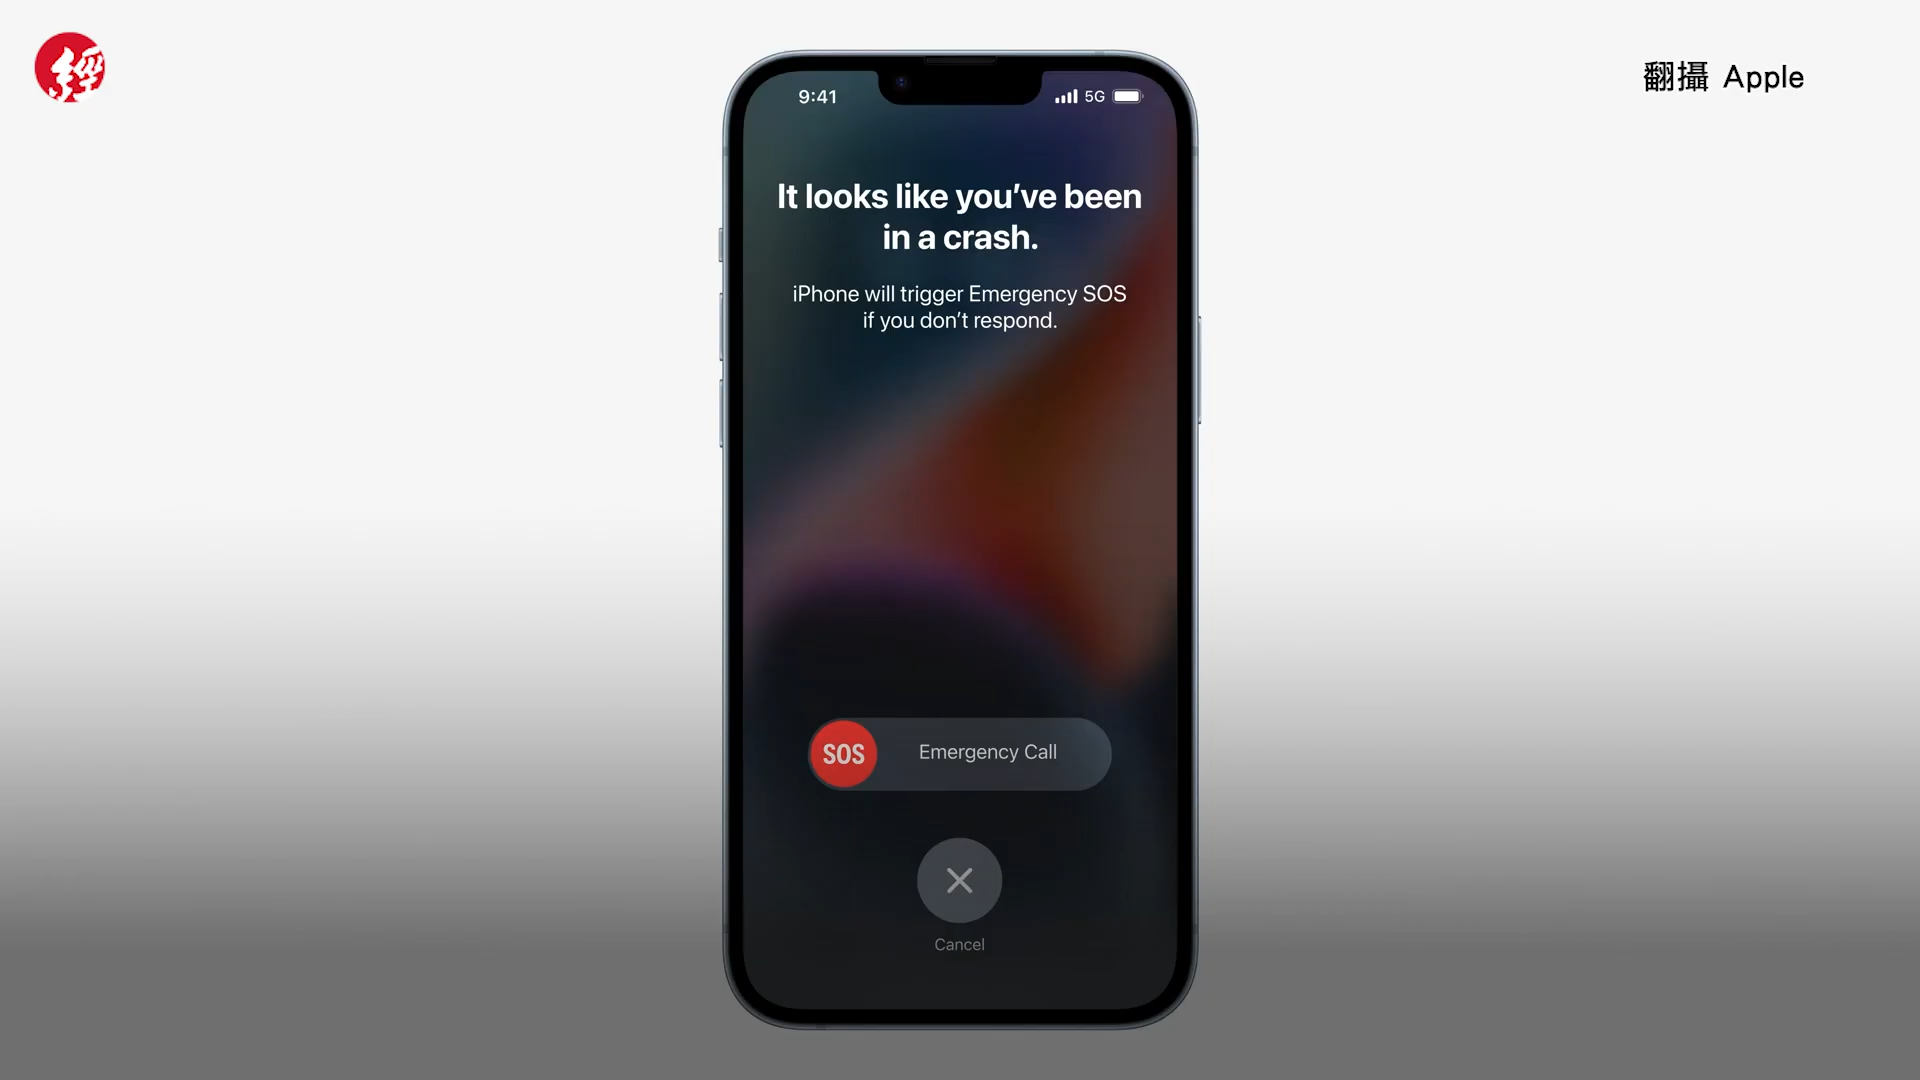 經
翻攝 Apple
9:41
5G
It looks like you’ve been
in a crash.
iPhone will trigger Emergency SOS
if you don’t respond.
SOS
Emergency Call
Cancel